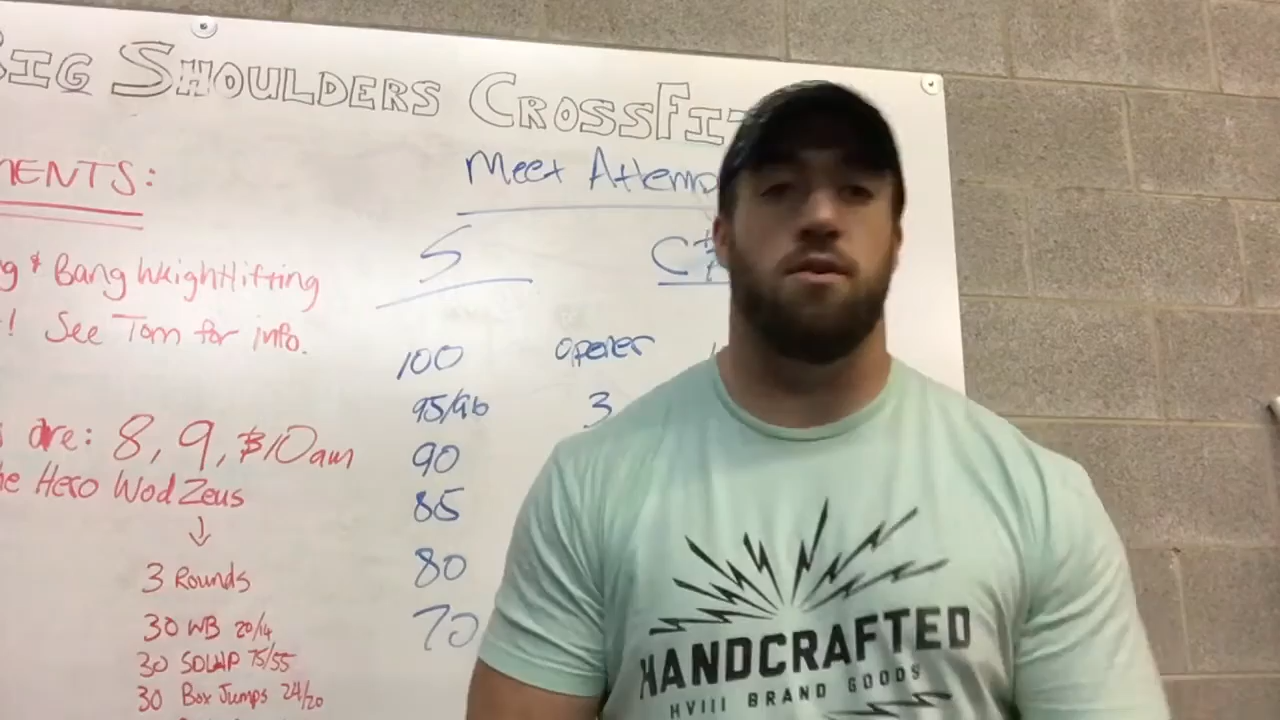 BIG SHOULDERS CROSSFIT
MENTS:
g & Bang Weightlifting
! See Tom for info.
s are: 8, 9, & 10am
he Hero Wod Zeus
3 Rounds
30 WB 20/14
30 SDLHP 75/55
30 Box Jumps 24/20
Meet Attemp
S
C&
100 opener
95/96 3
90
85
80
70
HANDCRAFTED
HVIII BRAND GOODS